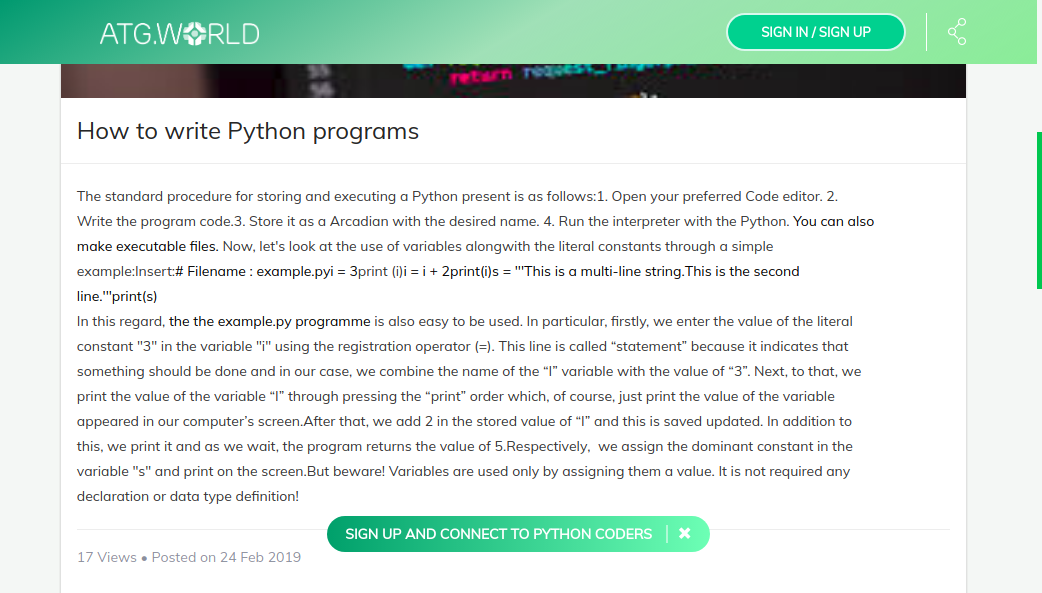 ATG.WORLD
SIGN IN / SIGN UP
return request_fingerp
How to write Python programs
The standard procedure for storing and executing a Python present is as follows:1. Open your preferred Code editor. 2.
Write the program code.3. Store it as a Arcadian with the desired name. 4. Run the interpreter with the Python. You can also
make executable files. Now, let's look at the use of variables alongwith the literal constants through a simple
example:Insert:# Filename : example.pyi = 3print (i)i = i + 2print(i)s = '''This is a multi-line string.This is the second
line.'''print(s)
In this regard, the the example.py programme is also easy to be used. In particular, firstly, we enter the value of the literal
constant "3" in the variable "i" using the registration operator (=). This line is called “statement” because it indicates that
something should be done and in our case, we combine the name of the “I” variable with the value of “3”. Next, to that, we
print the value of the variable “I” through pressing the “print” order which, of course, just print the value of the variable
appeared in our computer’s screen.After that, we add 2 in the stored value of “I” and this is saved updated. In addition to
this, we print it and as we wait, the program returns the value of 5.Respectively,  we assign the dominant constant in the
variable "s" and print on the screen.But beware! Variables are used only by assigning them a value. It is not required any
declaration or data type definition!
SIGN UP AND CONNECT TO PYTHON CODERS
17 Views • Posted on 24 Feb 2019